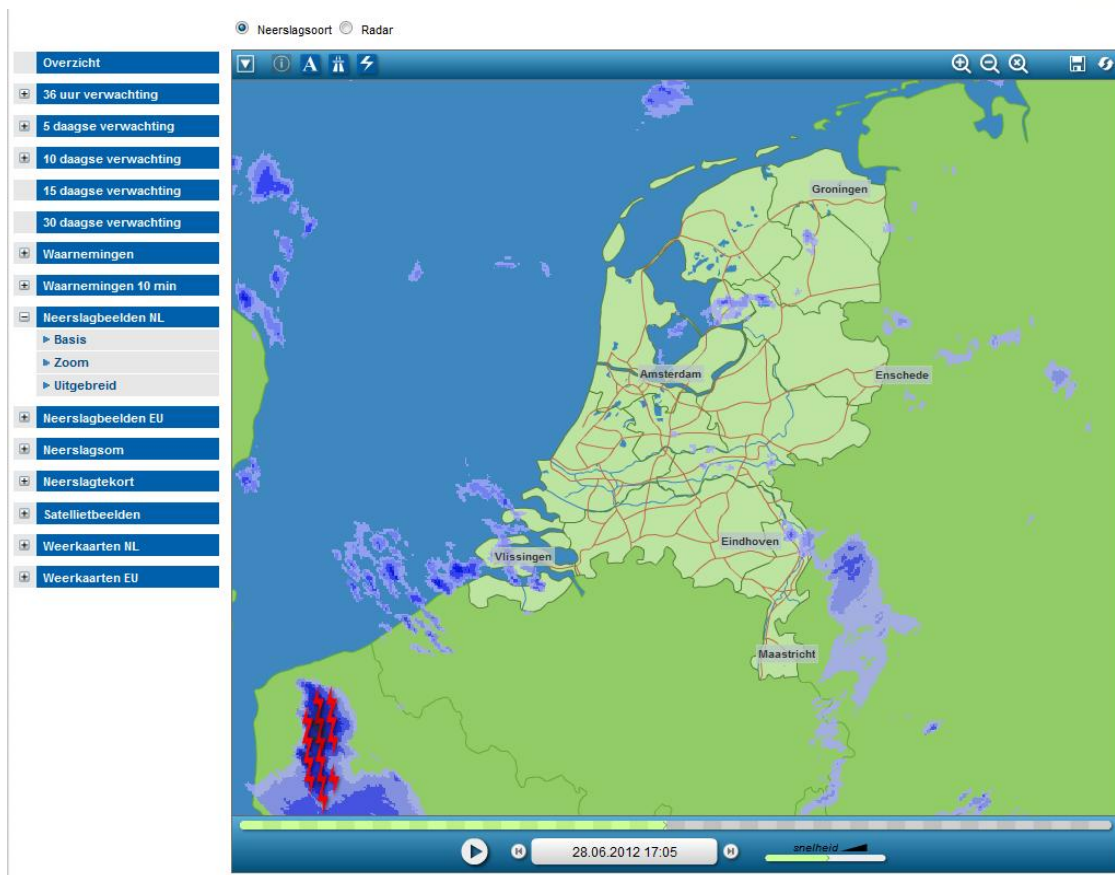 Neerslagsoort Radar
Overzicht
36 uur verwachting
5 daagse verwachting
10 daagse verwachting
15 daagse verwachting
30 daagse verwachting
Waarnemingen
Waarnemingen 10 min
Neerslagbeelden NL
Basis
Zoom
Uitgebreid
Neerslagbeelden EU
Neerslagsom
Neerslagtekort
Satellietbeelden
Weerkaarten NL
Weerkaarten EU
A
Groningen
Amsterdam
Enschede
Eindhoven
Vlissingen
Maastricht
28.06.2012 17:05
snelheid